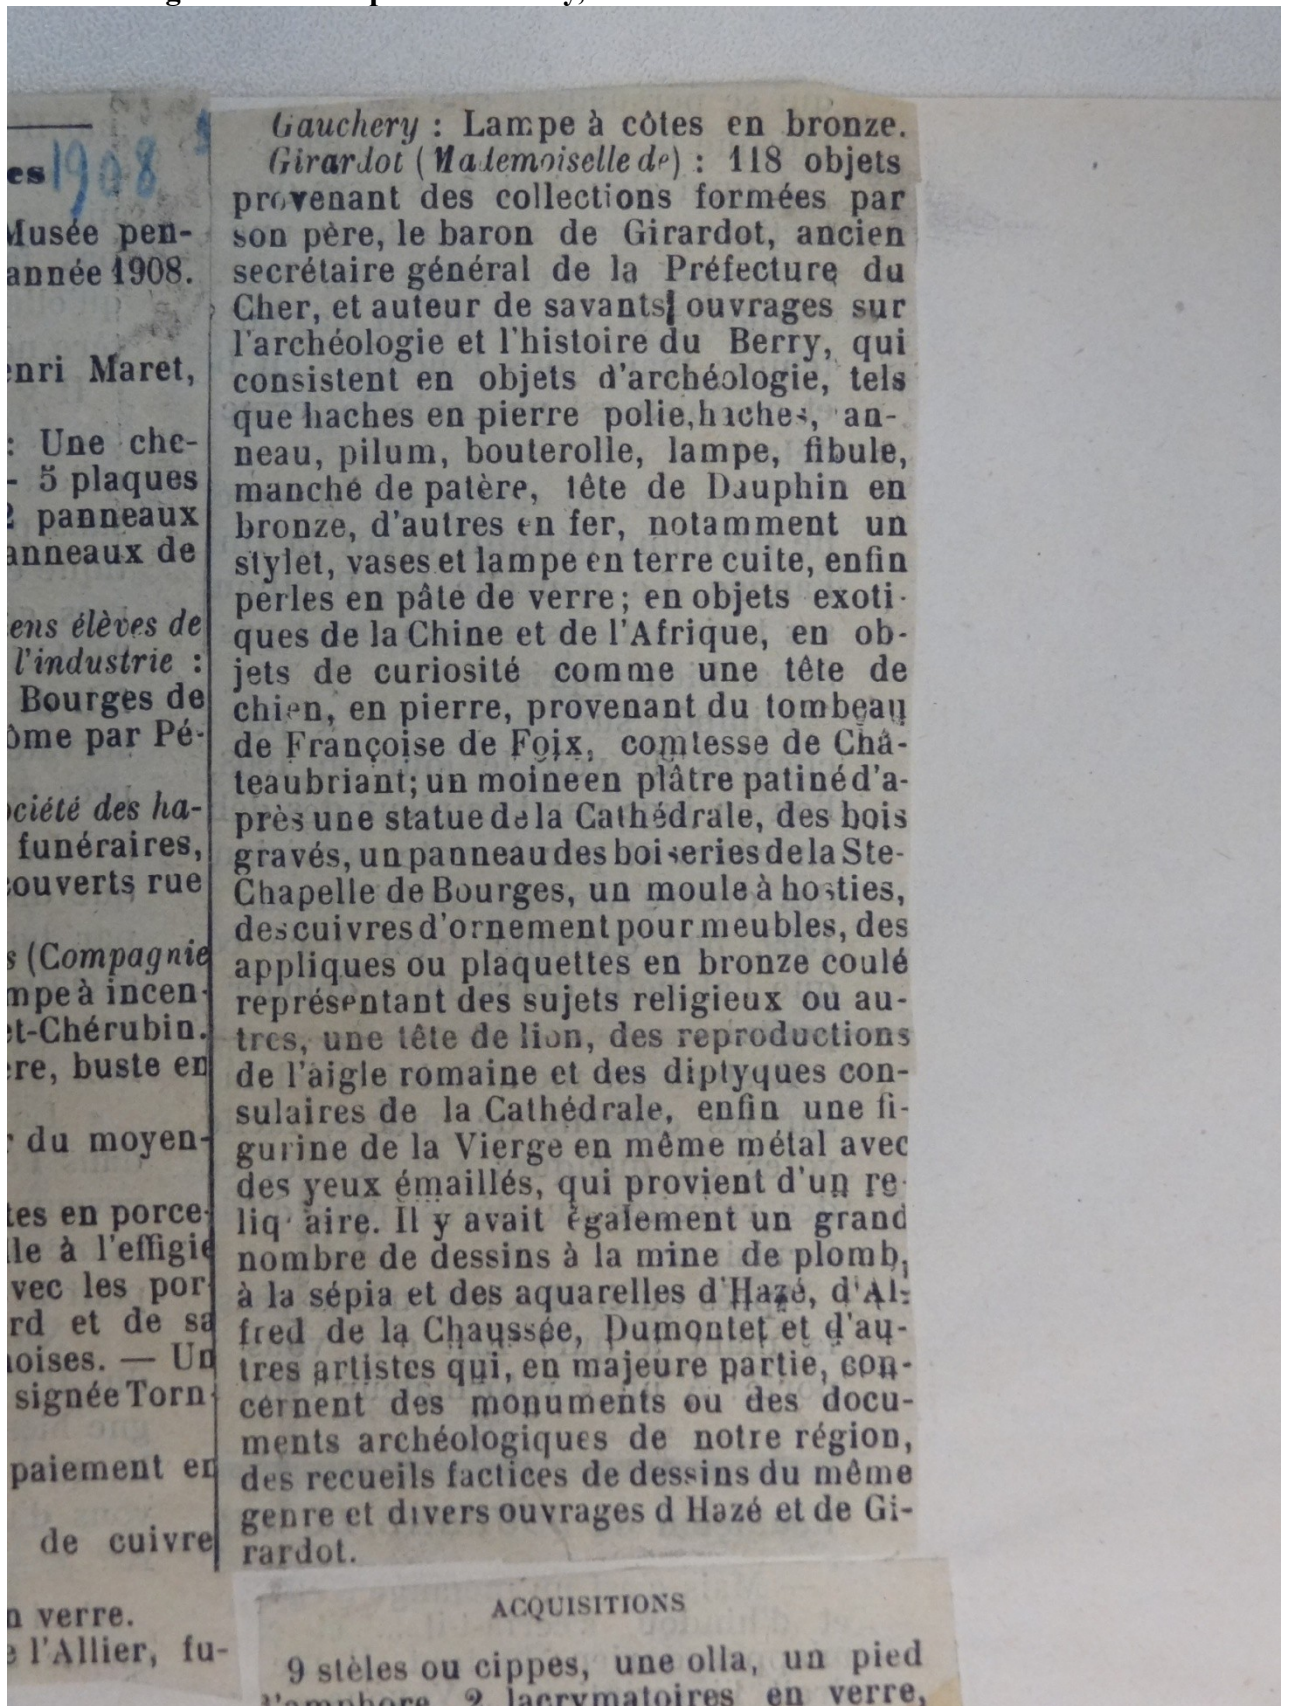 es 1908
Musée pen-
année 1908.
enri Maret,
: Une che-
- 5 plaques
2 panneaux
anneaux de
ens élèves de
l'industrie :
Bourges de
ôme par Pé-
ociété des ha-
funéraires,
couverts rue
s (Compagnie
mpe à incen-
et-Chérubin.
re, buste en
du moyen-
tes en porce-
lle à l'effigie
vec les por-
rd et de sa
noises. — Un
signée Torn-
paiement en
de cuivre
n verre.
e l'Allier, fu-
Gauchery : Lampe à côtes en bronze.
Girardot (Mademoiselle de) : 118 objets
provenant des collections formées par
son père, le baron de Girardot, ancien
secrétaire général de la Préfecture du
Cher, et auteur de savants ouvrages sur
l'archéologie et l'histoire du Berry, qui
consistent en objets d'archéologie, tels
que haches en pierre polie, haches, an-
neau, pilum, bouterolle, lampe, fibule,
manche de patère, tête de Dauphin en
bronze, d'autres en fer, notamment un
stylet, vases et lampe en terre cuite, enfin
perles en pâte de verre ; en objets exoti-
ques de la Chine et de l'Afrique, en ob-
jets de curiosité comme une tête de
chien, en pierre, provenant du tombeau
de Françoise de Foix, comtesse de Châ-
teaubriant; un moine en plâtre patiné d'a-
près une statue de la Cathédrale, des bois
gravés, un panneau des boiseries de la Ste-
Chapelle de Bourges, un moule à hosties,
des cuivres d'ornement pour meubles, des
appliques ou plaquettes en bronze coulé
représentant des sujets religieux ou au-
tres, une tête de lion, des reproductions
de l'aigle romaine et des diptyques con-
sulaires de la Cathédrale, enfin une fi-
gurine de la Vierge en même métal avec
des yeux émaillés, qui provient d'un re-
liq aire. Il y avait également un grand
nombre de dessins à la mine de plomb,
à la sépia et des aquarelles d'Hazé, d'Al-
fred de la Chaussée, Dumontet et d'au-
tres artistes qui, en majeure partie, con-
cernent des monuments ou des docu-
ments archéologiques de notre région,
des recueils factices de dessins du même
genre et divers ouvrages d Hazé et de Gi-
rardot.
ACQUISITIONS
9 stèles ou cippes, une olla, un pied
d'amphore, 2 lacrymatoires en verre,